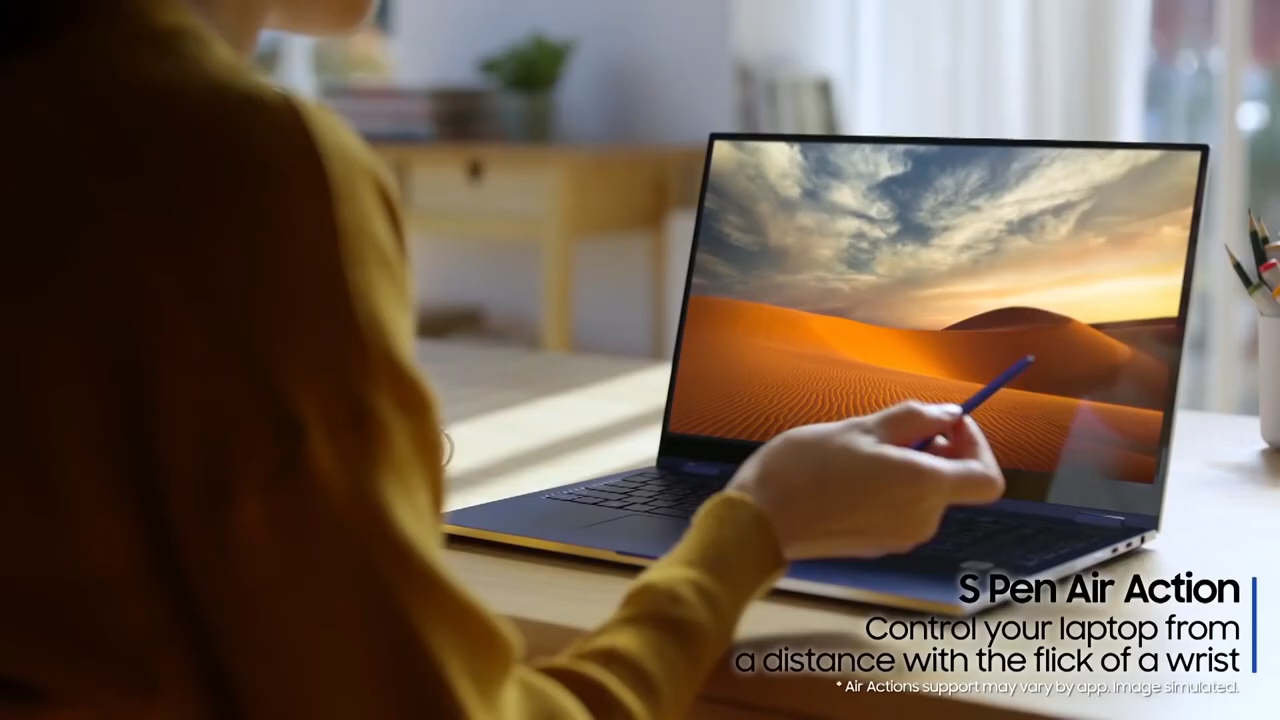 S Pen Air Action
Control your laptop from
a distance with the flick of a wrist
* Air Actions support may vary by app. Image simulated.